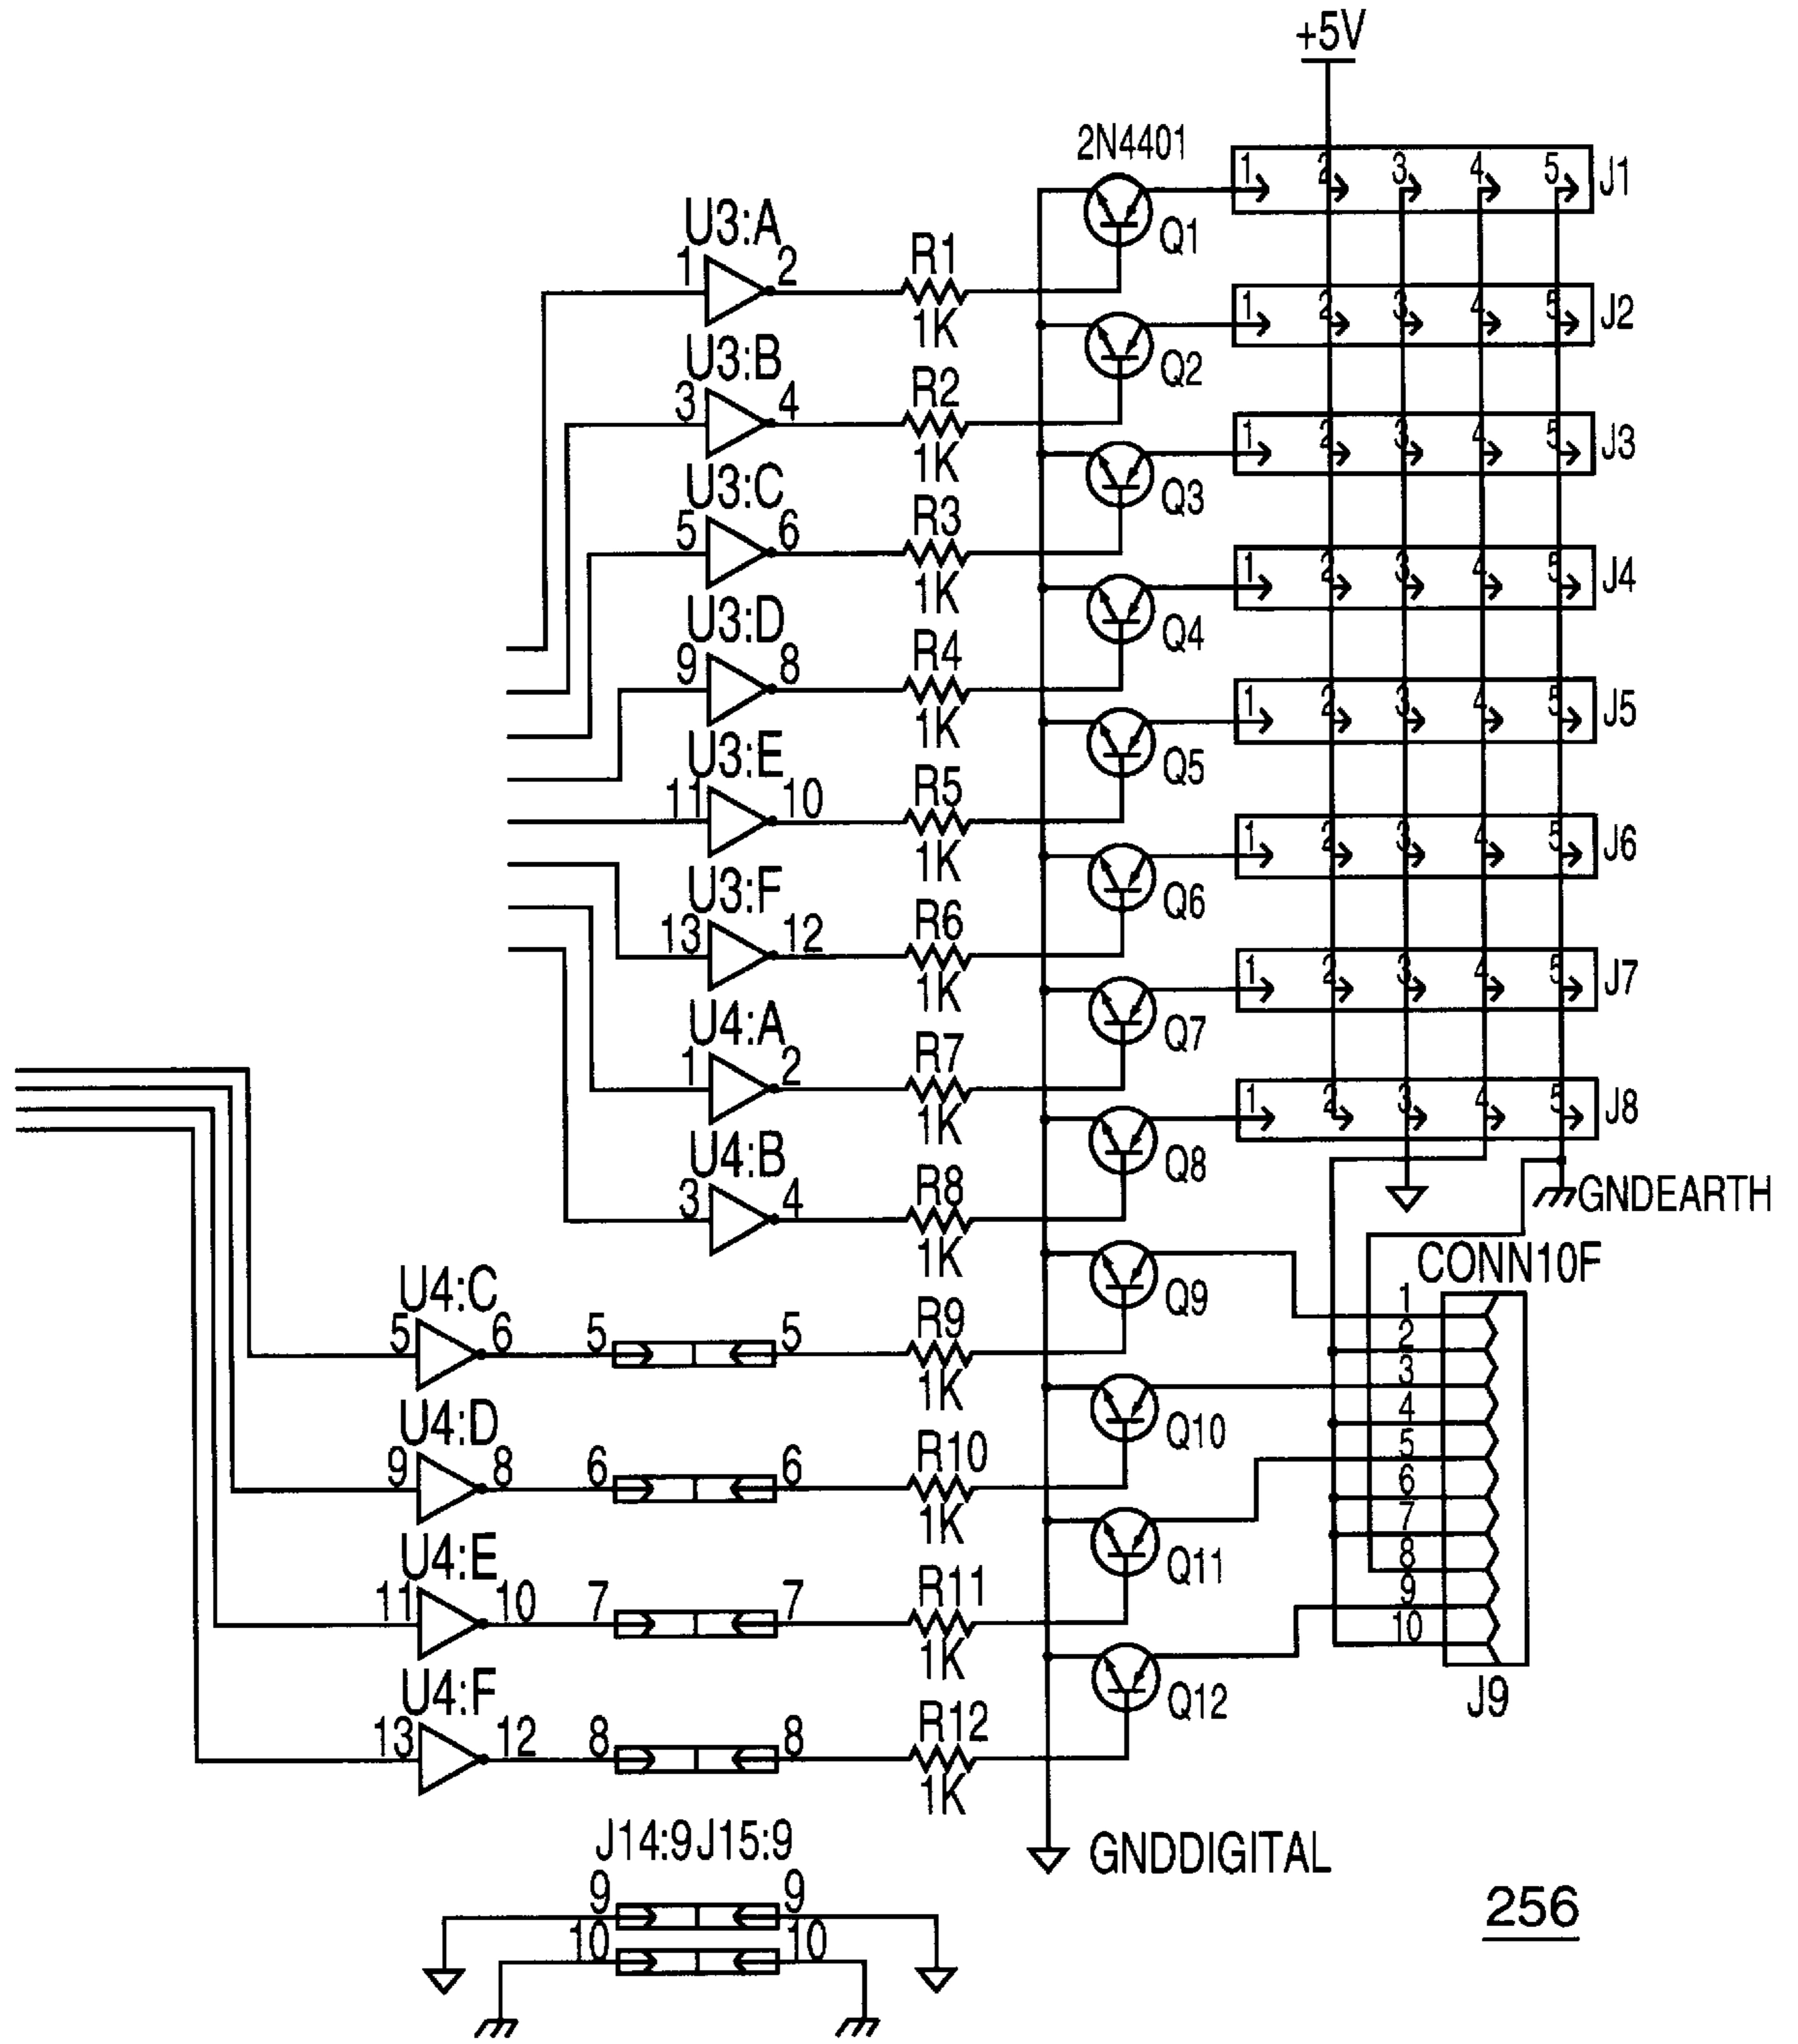 +5V
2N4401
1 2 3 4 5 J1
Q1
U3:A
1 2
R1
1K
1 2 3 4 5 J2
Q2
U3:B
3 4
R2
1K
1 2 3 4 5 J3
Q3
U3:C
5 6
R3
1K
1 2 3 4 5 J4
Q4
U3:D
9 8
R4
1K
1 2 3 4 5 J5
Q5
U3:E
11 10
R5
1K
1 2 3 4 5 J6
Q6
U3:F
13 12
R6
1K
1 2 3 4 5 J7
Q7
U4:A
1 2
R7
1K
1 2 3 4 5 J8
Q8
U4:B
3 4
R8
1K
GNDEARTH
CONN10F
1
2
3
4
5
6
7
8
9
10
J9
Q9
U4:C
5 6 5 5
R9
1K
Q10
U4:D
9 8 6 6
R10
1K
Q11
U4:E
11 10 7 7
R11
1K
Q12
U4:F
13 12 8 8
R12
1K
GNDDIGITAL
J14:9 J15:9
9 9
10 10
256